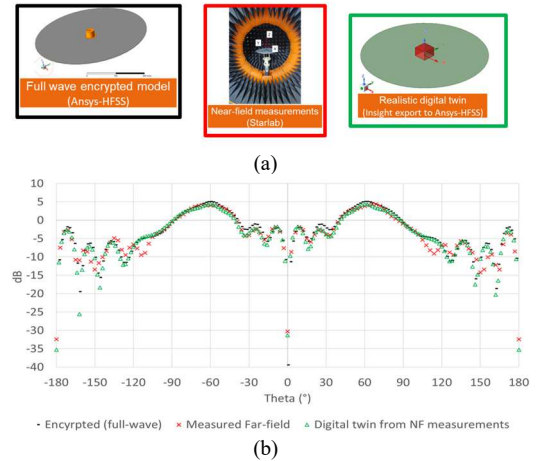 Full wave encrypted model
(Ansys-HFSS)
Near-field measurements
(Starlab)
Realistic digital twin
(Insight export to Ansys-HFSS)
(a)
10
5
0
-5
-10
-15
-20
-25
-30
-35
-40
dB
-180 -150 -120 -90 -60 -30 0 30 60 90 120 150 180
Theta (°)
- Encyrpted (full-wave) × Measured Far-field △ Digital twin from NF measurements
(b)